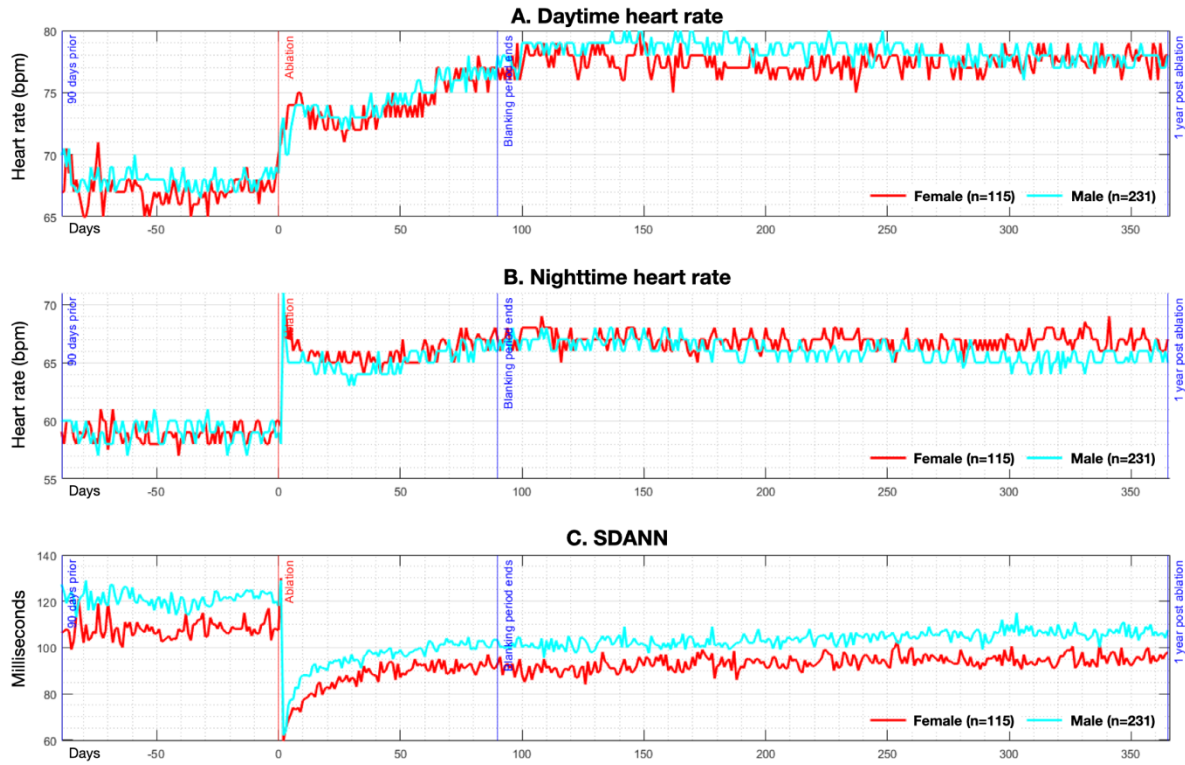 A. Daytime heart rate
80
75
70
65
Heart rate (bpm)
90 days prior
Ablation
Blanking period ends
1 year post ablation
Female (n=115) Male (n=231)
Days -50 0 50 100 150 200 250 300 350
B. Nighttime heart rate
70
65
60
55
Heart rate (bpm)
90 days prior
Ablation
Blanking period ends
1 year post ablation
Female (n=115) Male (n=231)
Days -50 0 50 100 150 200 250 300 350
C. SDANN
140
120
100
80
60
Milliseconds
90 days prior
Ablation
Blanking period ends
1 year post ablation
Female (n=115) Male (n=231)
Days -50 0 50 100 150 200 250 300 350